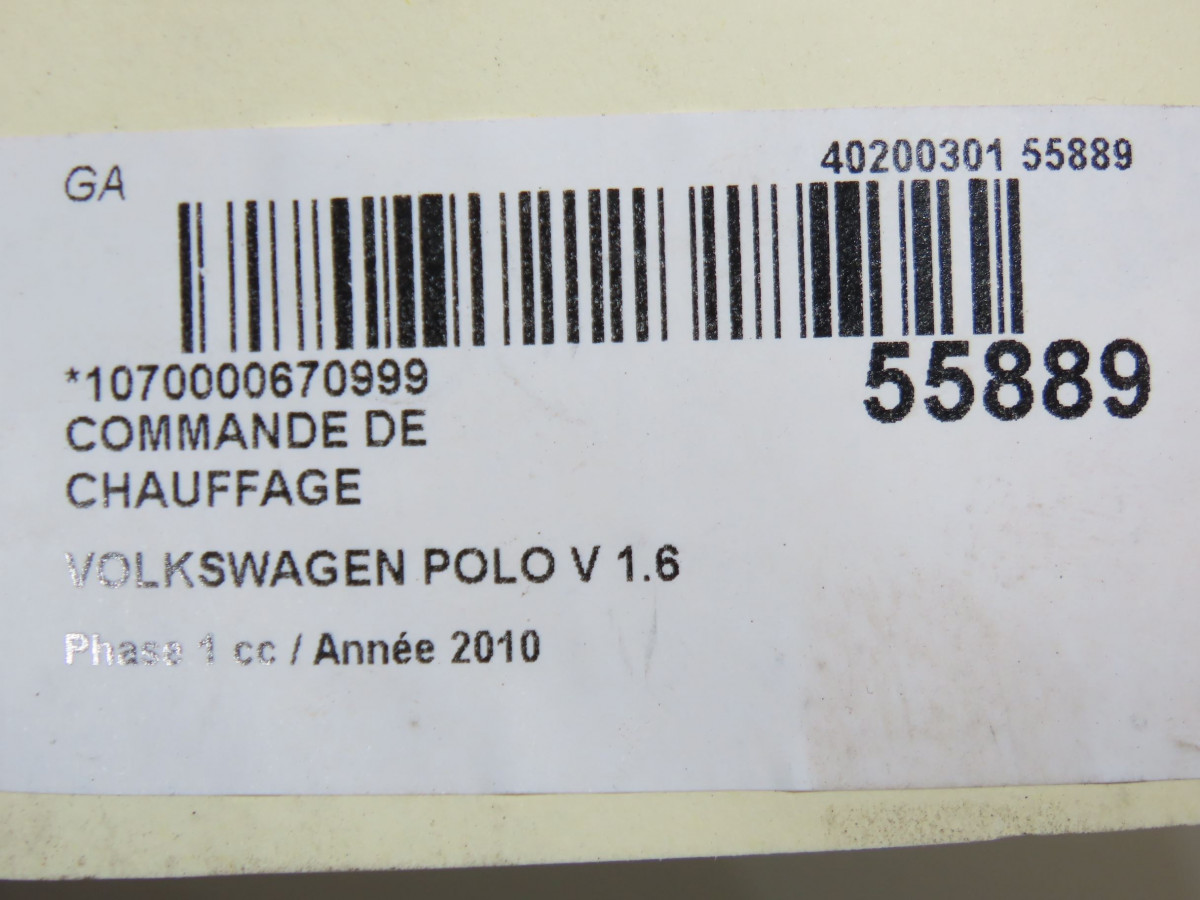 GA
40200301 55889
*1070000670999
55889
COMMANDE DE
CHAUFFAGE
VOLKSWAGEN POLO V 1.6
Phase 1 cc / Année 2010